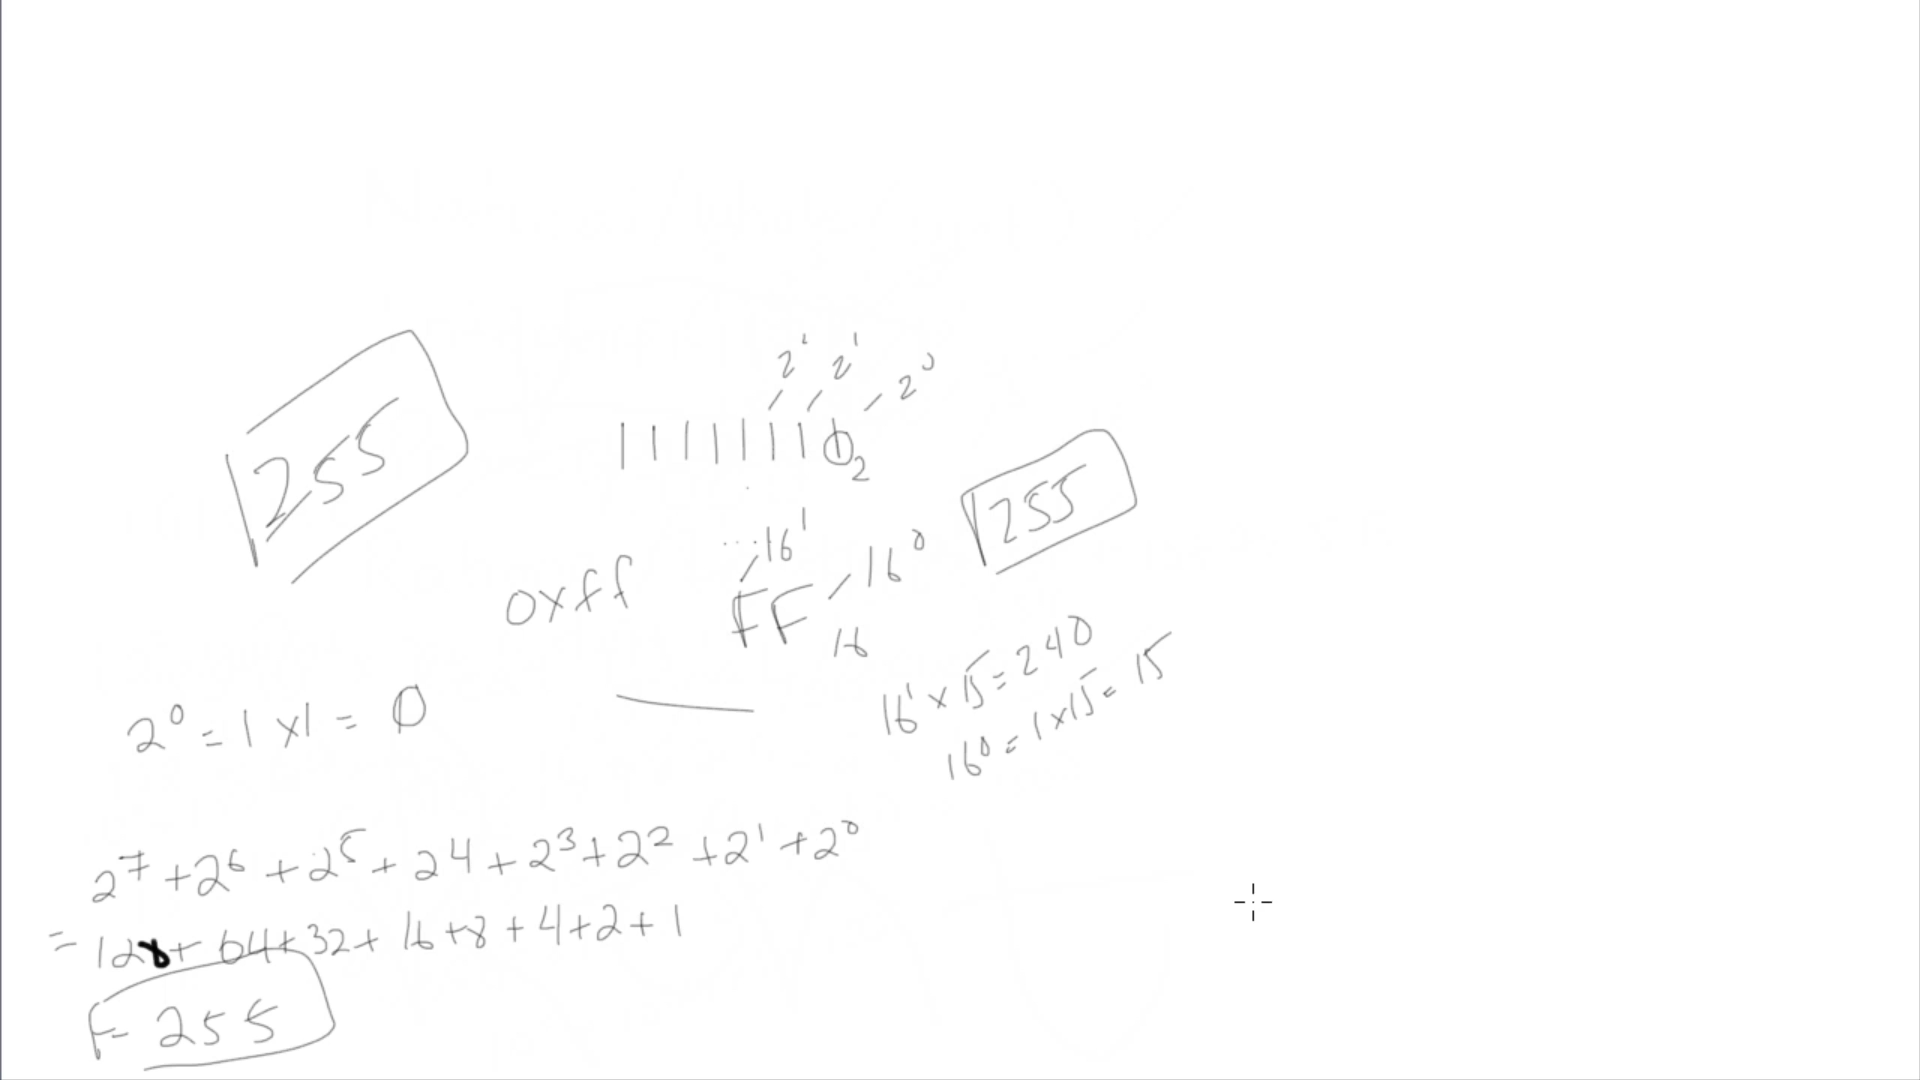 2¹ 2¹ 2⁰
255
11111111₂
...16¹ 16⁰
255
0xff FF₁₆
16¹ x 15 = 240
16⁰ = 1 x 15 = 15
2⁰ = 1 x 1 = 0
2⁷ + 2⁶ + 2⁵ + 2⁴ + 2³ + 2² + 2¹ + 2⁰
= 128 + 64 + 32 + 16 + 8 + 4 + 2 + 1
= 255